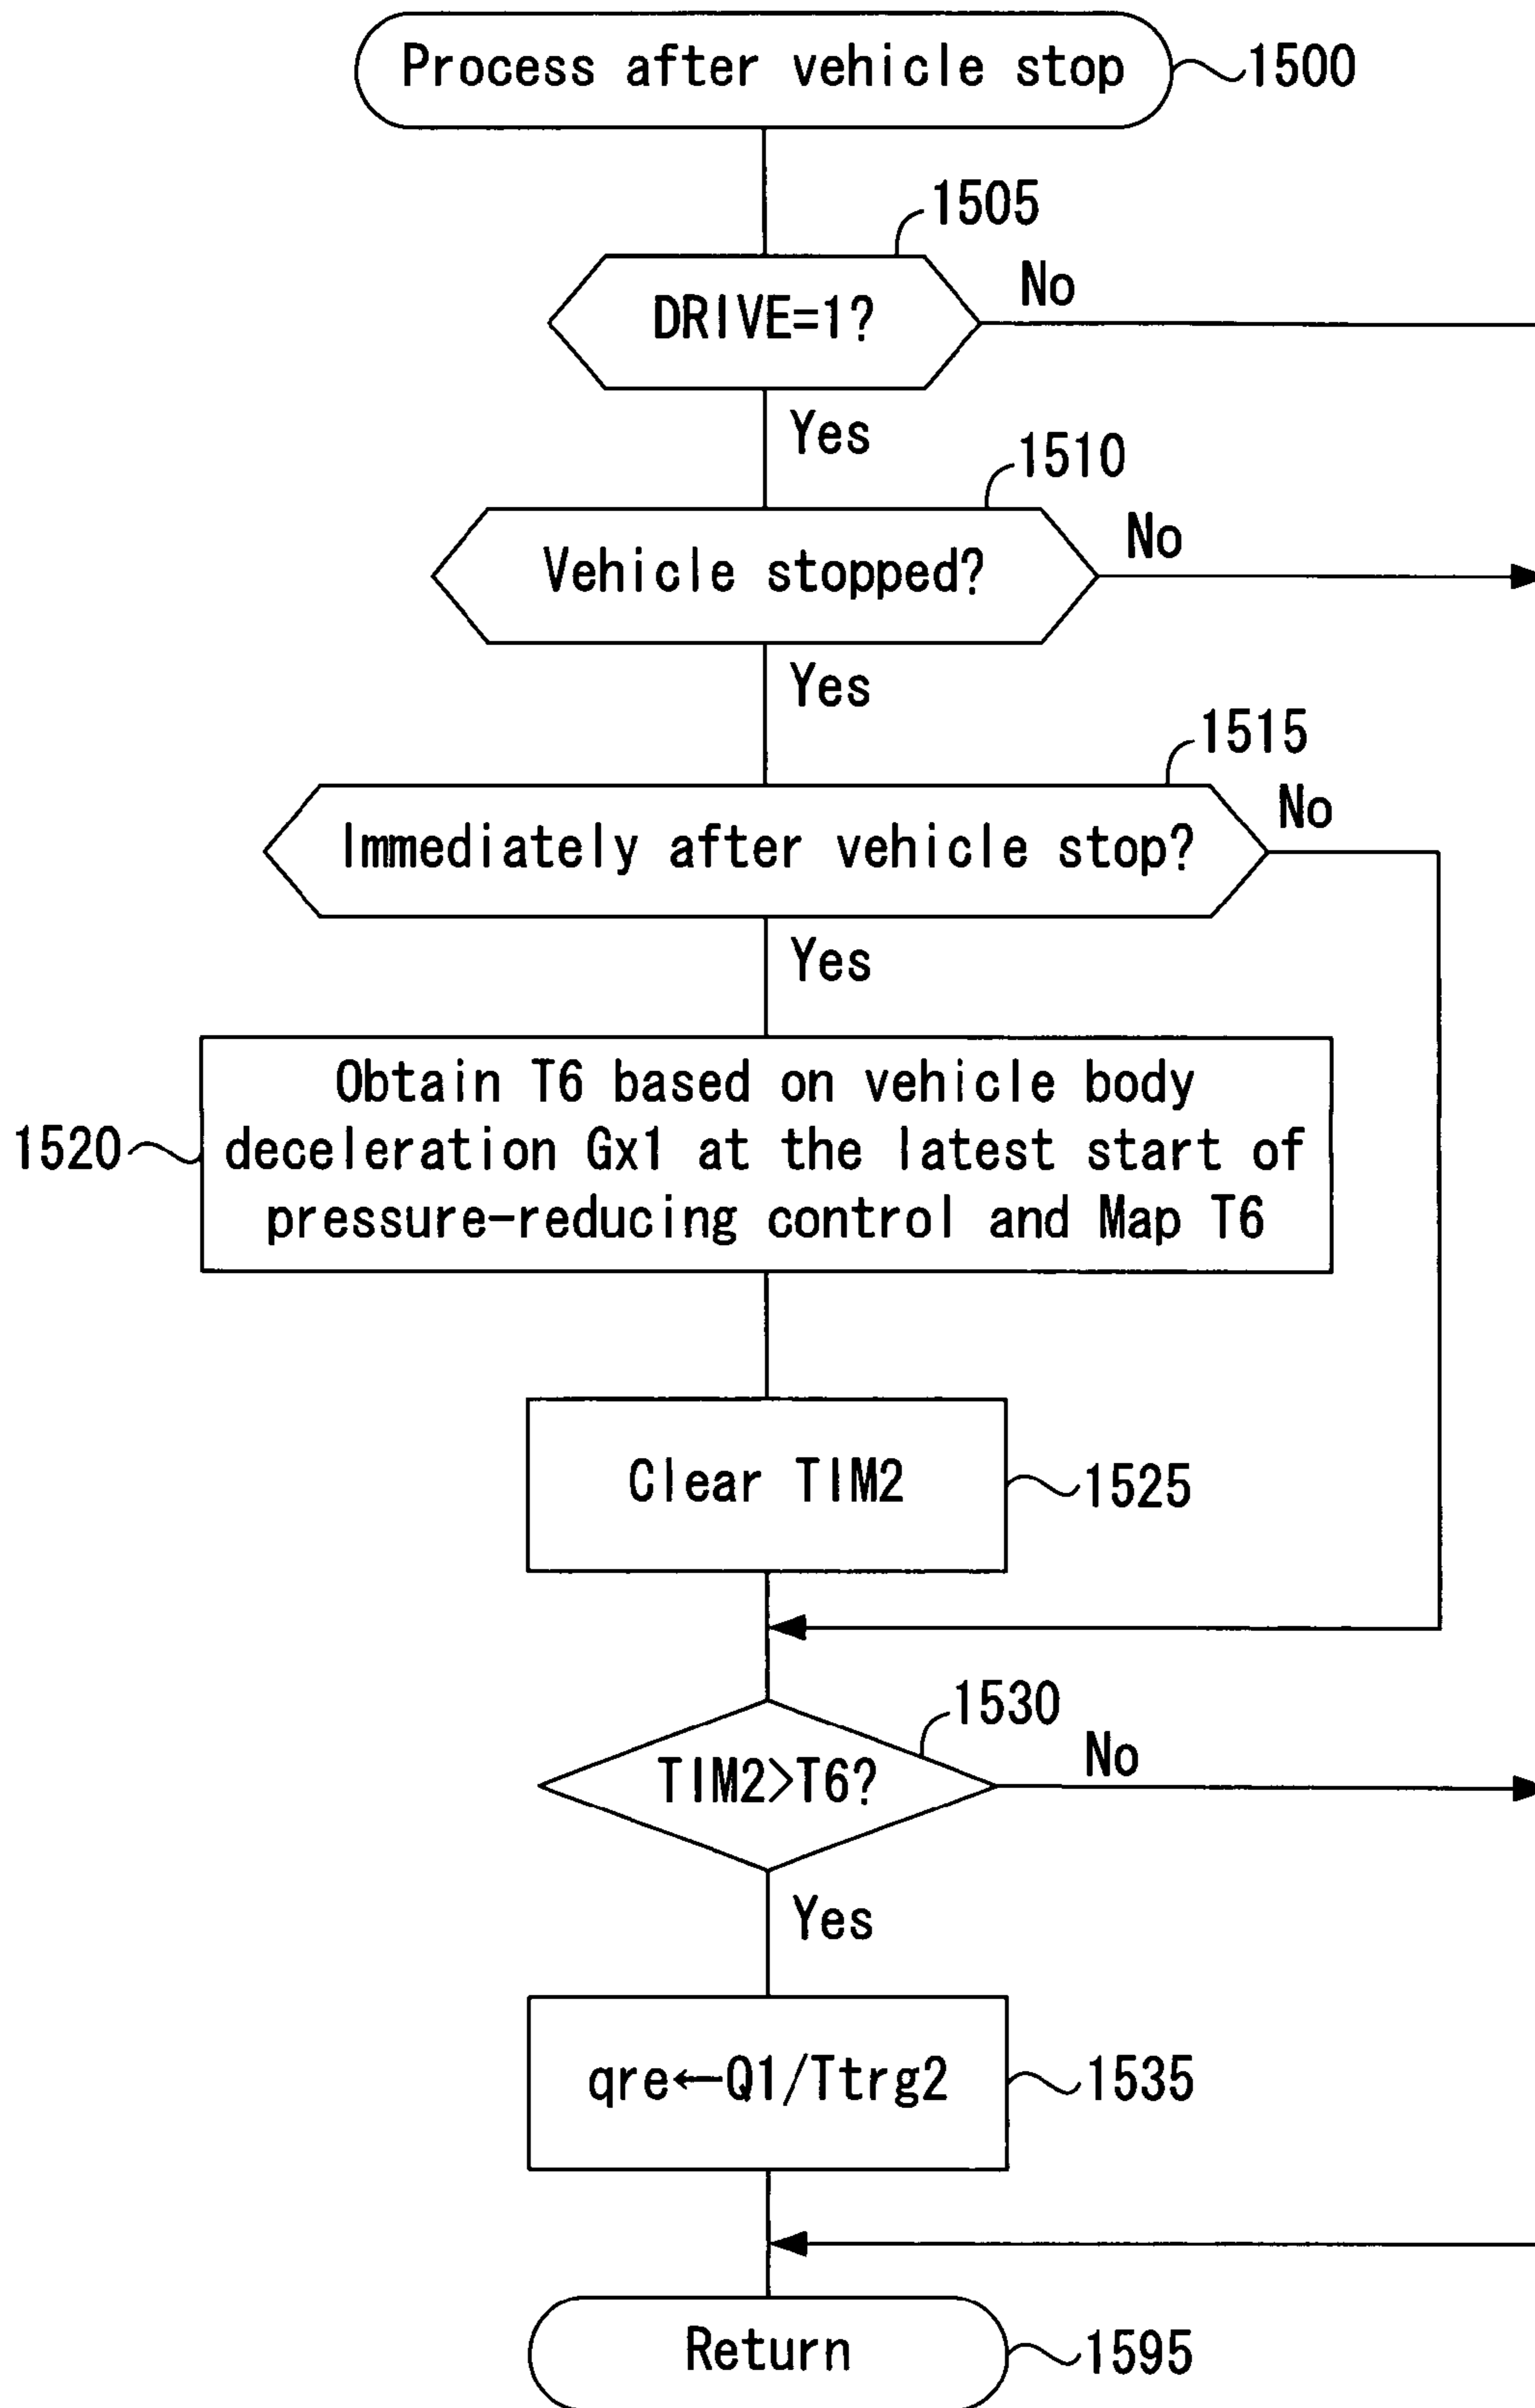 Process after vehicle stop
1500
1505
DRIVE=1?
No
Yes
1510
Vehicle stopped?
No
Yes
1515
Immediately after vehicle stop?
No
Yes
1520
Obtain T6 based on vehicle body
deceleration Gx1 at the latest start of
pressure-reducing control and Map T6
Clear TIM2
1525
1530
TIM2>T6?
No
Yes
qre←Q1/Ttrg2
1535
Return
1595